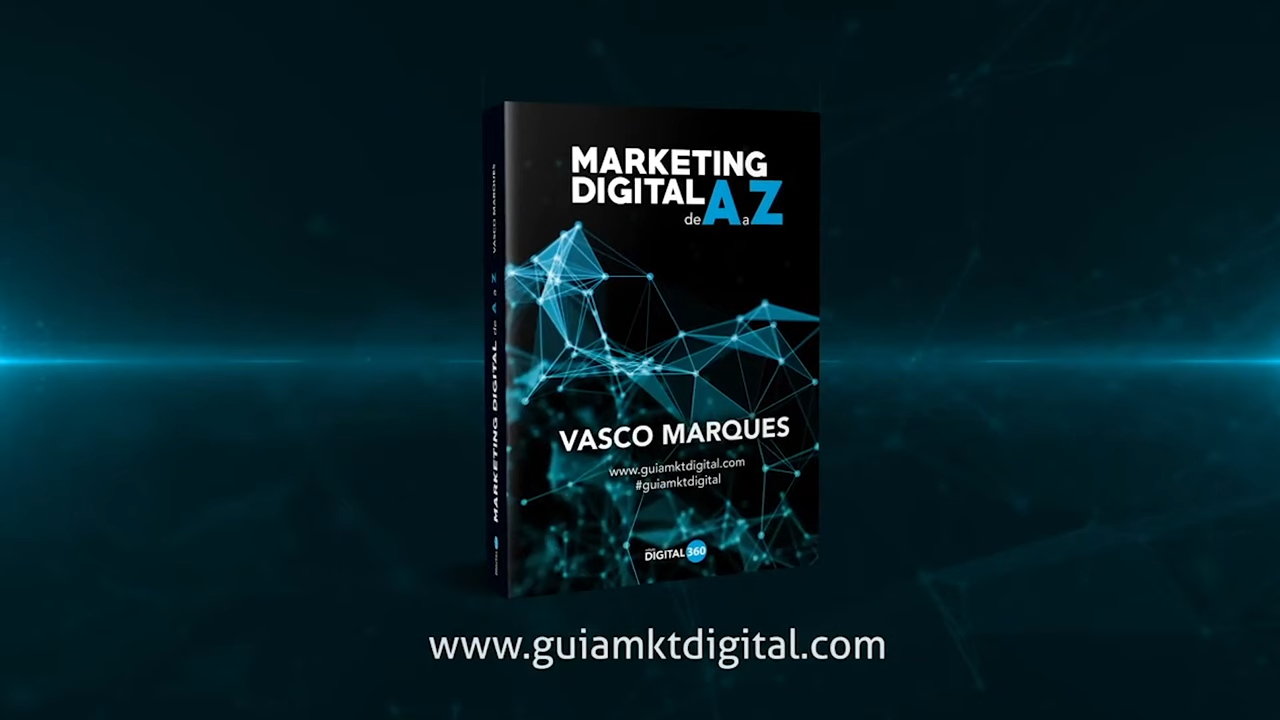 MARKETING
DIGITAL
de A a Z
VASCO MARQUES
www.guiamktdigital.com
#guiamktdigital
DIGITAL 360
MARKETING DIGITAL de A a Z VASCO MARQUES
www.guiamktdigital.com